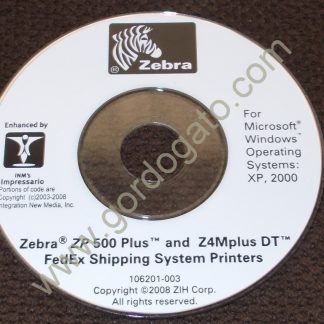 ® Zebra
Enhanced by
INM's
Impressario
Portions of code are
(c)2003-2008
Integration New Media, Inc.
For
Microsoft®
Windows™
Operating
Systems:
XP, 2000
Zebra® ZP 500 Plus™ and Z4Mplus DT™
FedEx Shipping System Printers
106201-003
Copyright ©2008 ZIH Corp.
All rights reserved.
www.gordogato.com